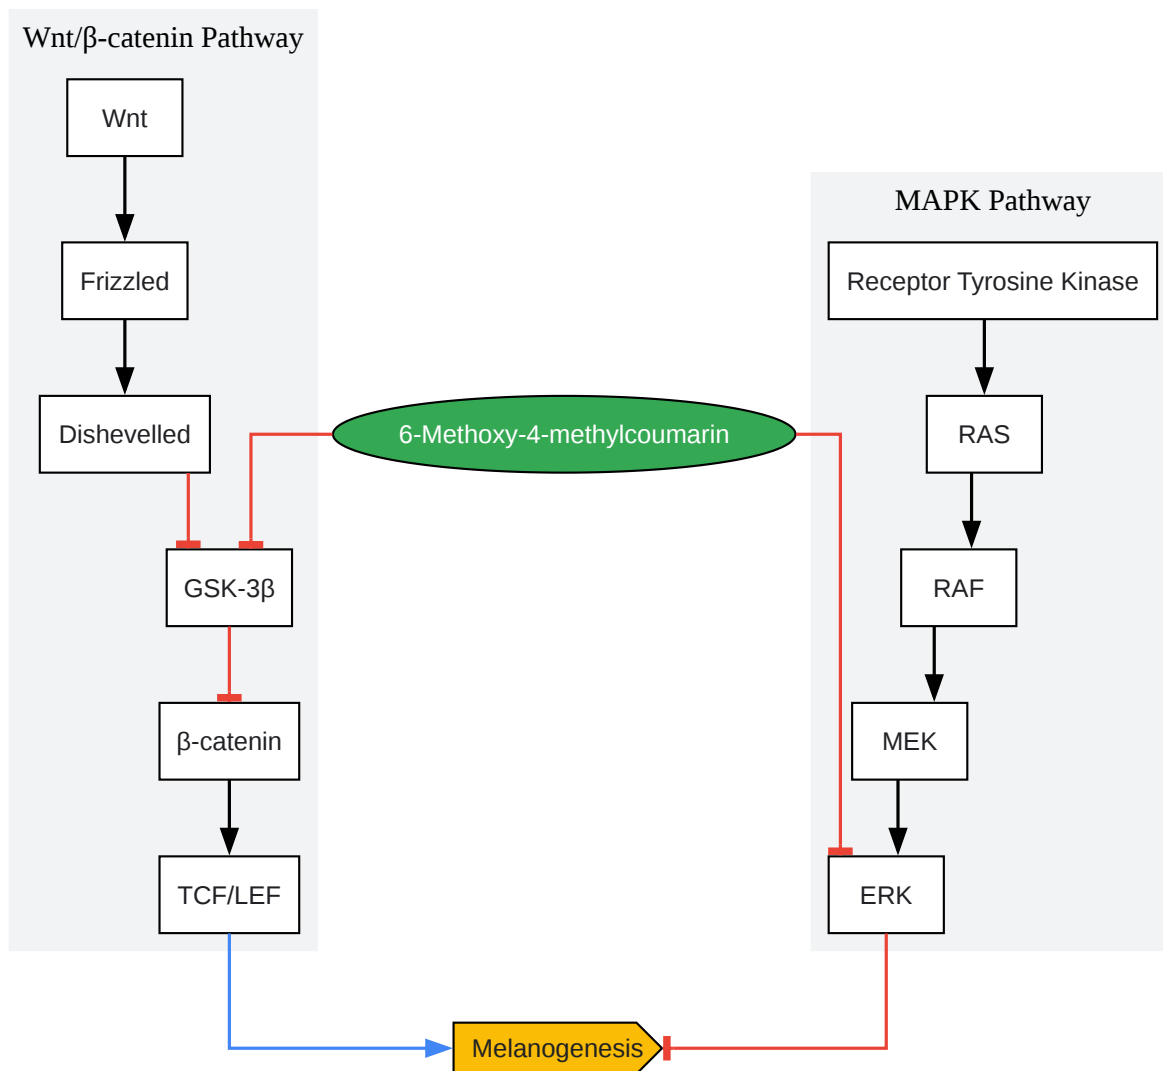 Wnt/β-catenin Pathway
Wnt
Frizzled
Dishevelled
GSK-3β
β-catenin
TCF/LEF
6-Methoxy-4-methylcoumarin
MAPK Pathway
Receptor Tyrosine Kinase
RAS
RAF
MEK
ERK
Melanogenesis